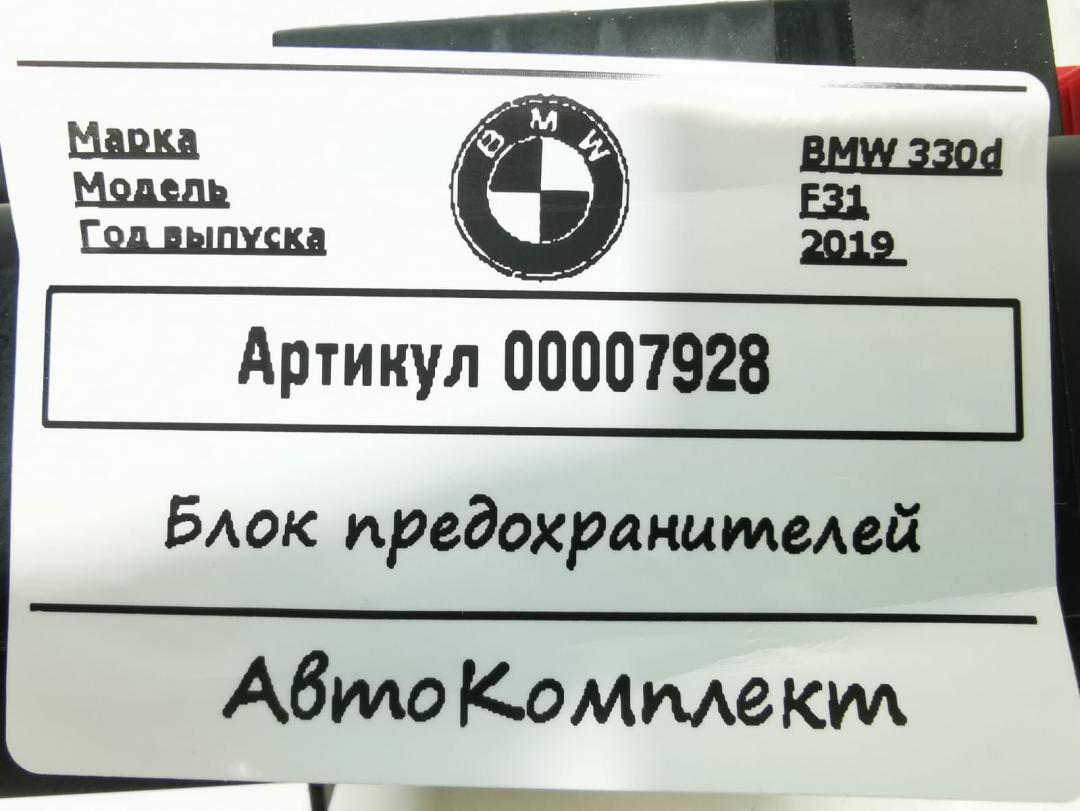 Марка
Модель
Год выпуска
BMW
BMW 330d
F31
2019
Артикул 00007928
Блок предохранителей
АвтоКомплект